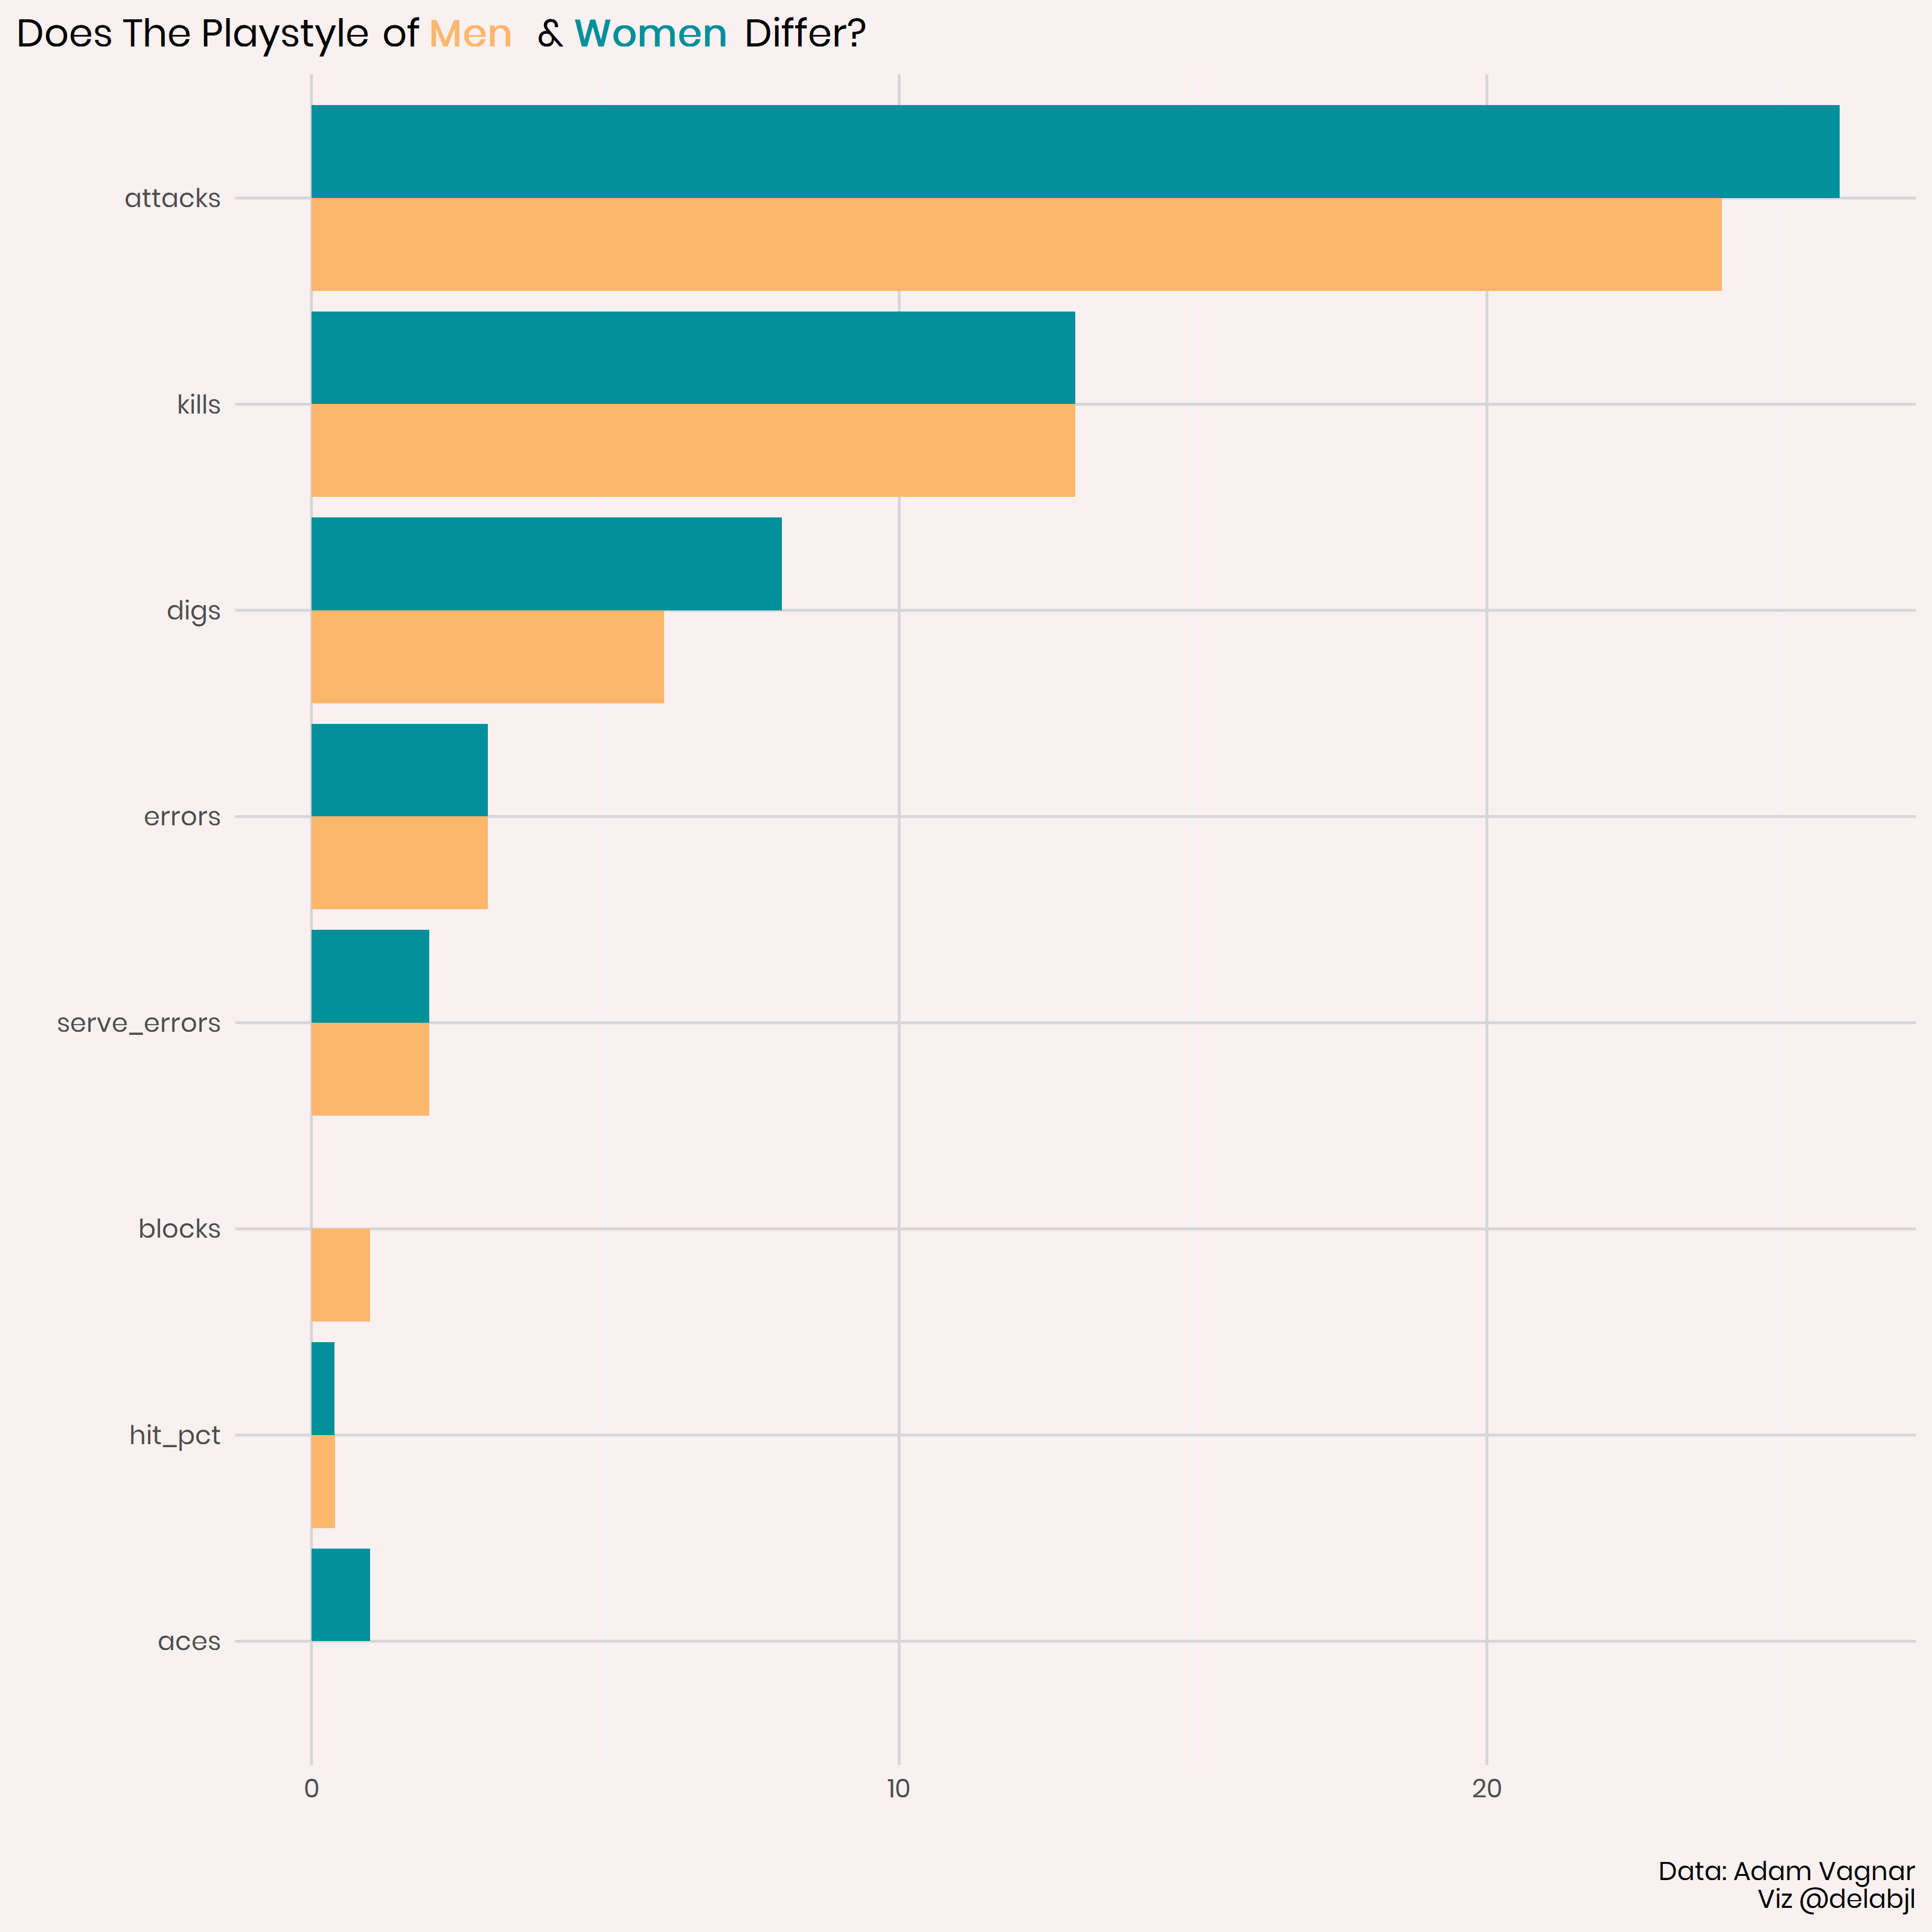 Does The Playstyle of Men & Women Differ?
attacks
kills
digs
errors
serve_errors
blocks
hit_pct
aces
0 10 20
Data: Adam Vagnar
Viz @delabjl